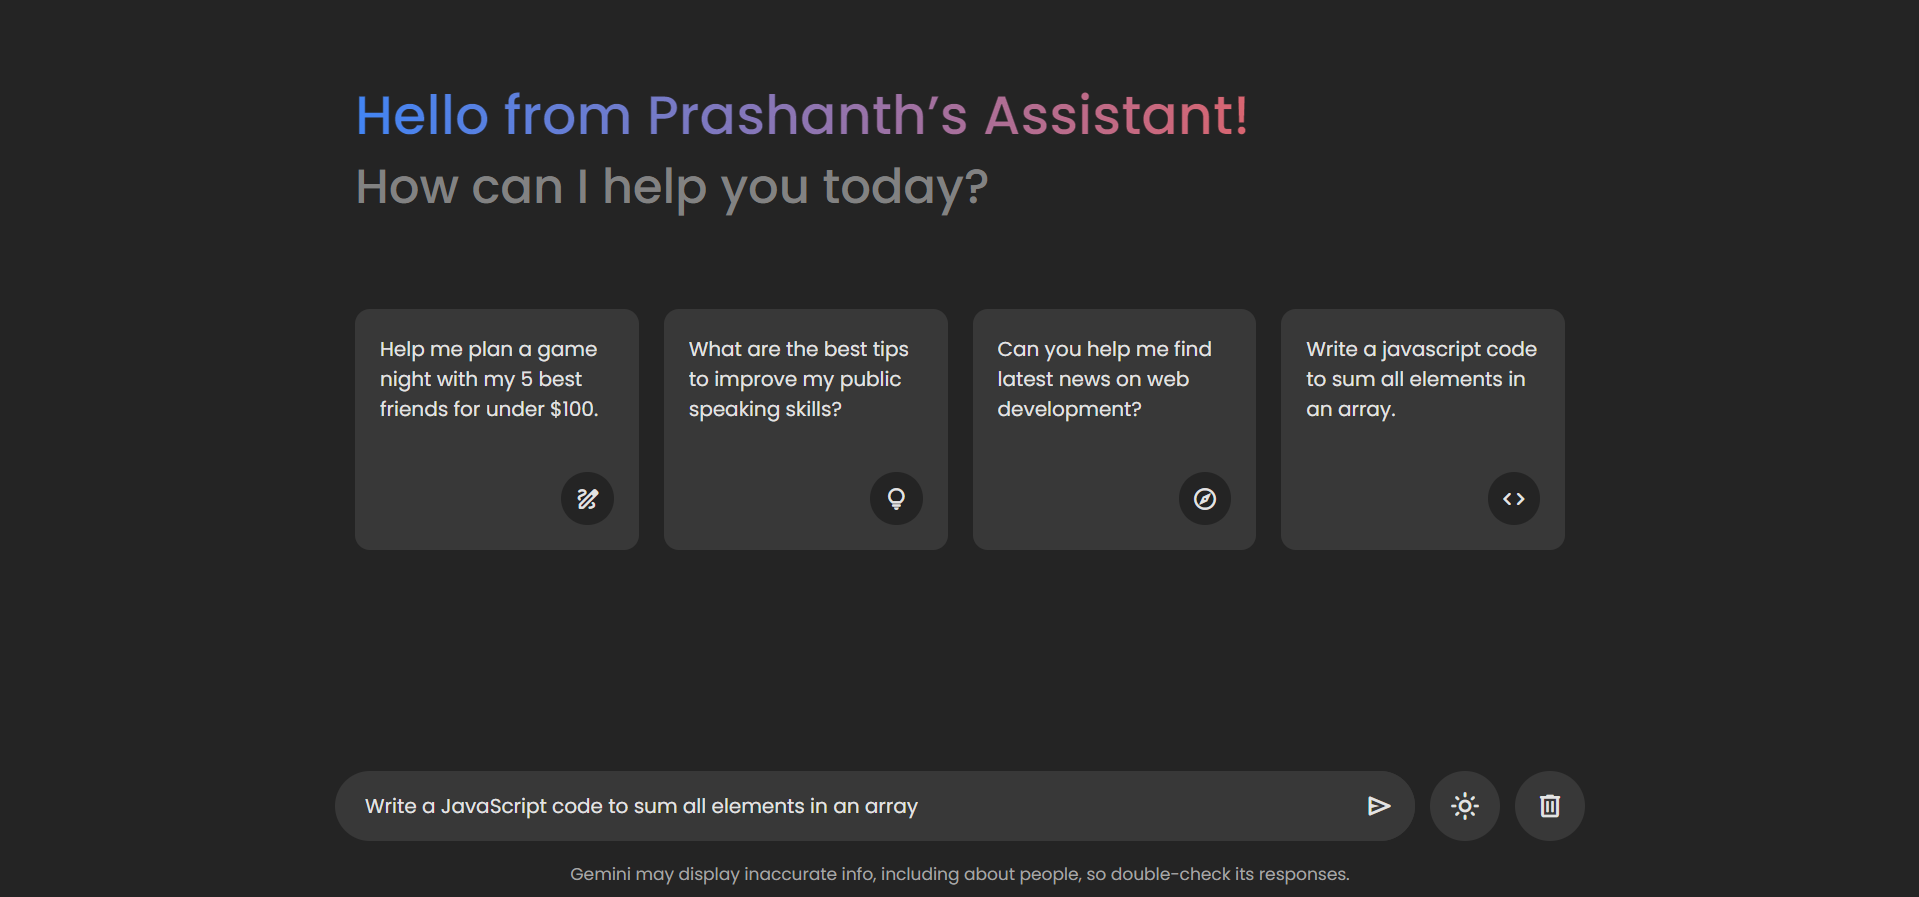 Hello from Prashanth’s Assistant!
How can I help you today?
Help me plan a game
night with my 5 best
friends for under $100.
What are the best tips
to improve my public
speaking skills?
Can you help me find
latest news on web
development?
Write a javascript code
to sum all elements in
an array.
Write a JavaScript code to sum all elements in an array
Gemini may display inaccurate info, including about people, so double-check its responses.